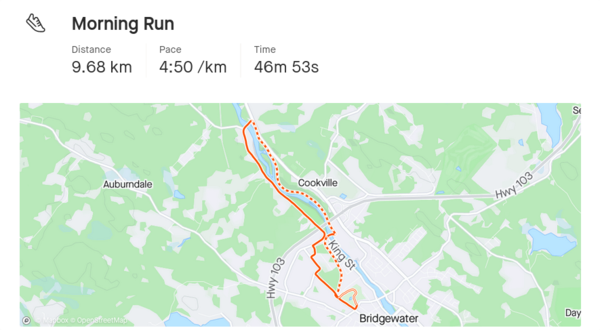 Morning Run
Distance
Pace
Time
9.68 km
4:50 /km
46m 53s
Se
Cookville
Auburndale
Hwy 103
King St
Hwy 103
Day
Bridgewater
© OpenStreetMap